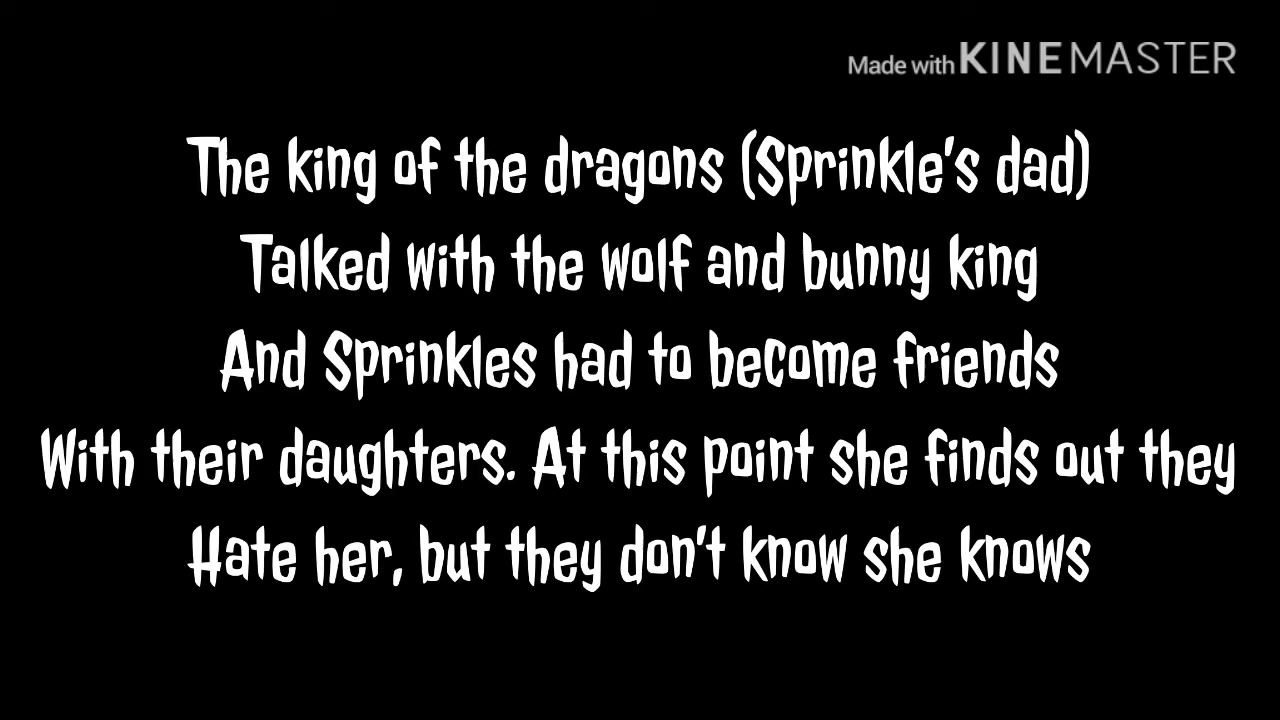 Made with KINEMASTER
The king of the dragons (Sprinkle's dad)
Talked with the wolf and bunny king
And Sprinkles had to become friends
With their daughters. At this point she finds out they
Hate her, but they don't know she knows